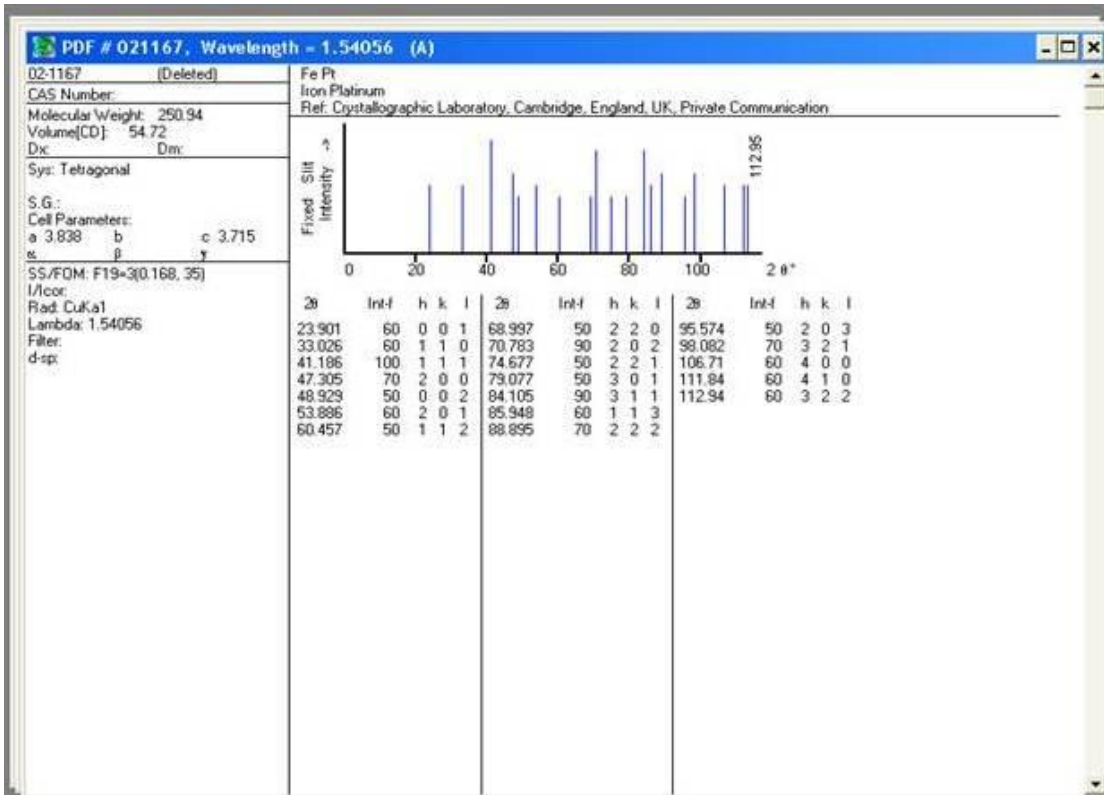 PDF # 021167, Wavelength = 1.54056 (A)
02-1167 (Deleted)
CAS Number:
Molecular Weight: 250.94
Volume[CD]: 54.72
Dx: Dm:
Sys: Tetragonal
S.G.:
Cell Parameters:
a 3.838 b c 3.715
α β γ
SS/FOM: F19=3(0.168, 35)
I/Icor:
Rad: CuKa1
Lambda: 1.54056
Filter:
d-sp:
Fe Pt
Iron Platinum
Ref: Crystallographic Laboratory, Cambridge, England, UK, Private Communication
Fixed Slit
Intensity ->
112.95
0 20 40 60 80 100 2 θ°
2θ Int-f h k l 2θ Int-f h k l 2θ Int-f h k l
23.901 60 0 0 1 68.997 50 2 2 0 95.574 50 2 0 3
33.026 60 1 1 0 70.783 90 2 0 2 98.082 70 3 2 1
41.186 100 1 1 1 74.677 50 2 2 1 106.71 60 4 0 0
47.305 70 2 0 0 79.077 50 3 0 1 111.84 60 4 1 0
48.929 50 0 0 2 84.105 90 3 1 1 112.94 60 3 2 2
53.886 60 2 0 1 85.948 60 1 1 3
60.457 50 1 1 2 88.895 70 2 2 2